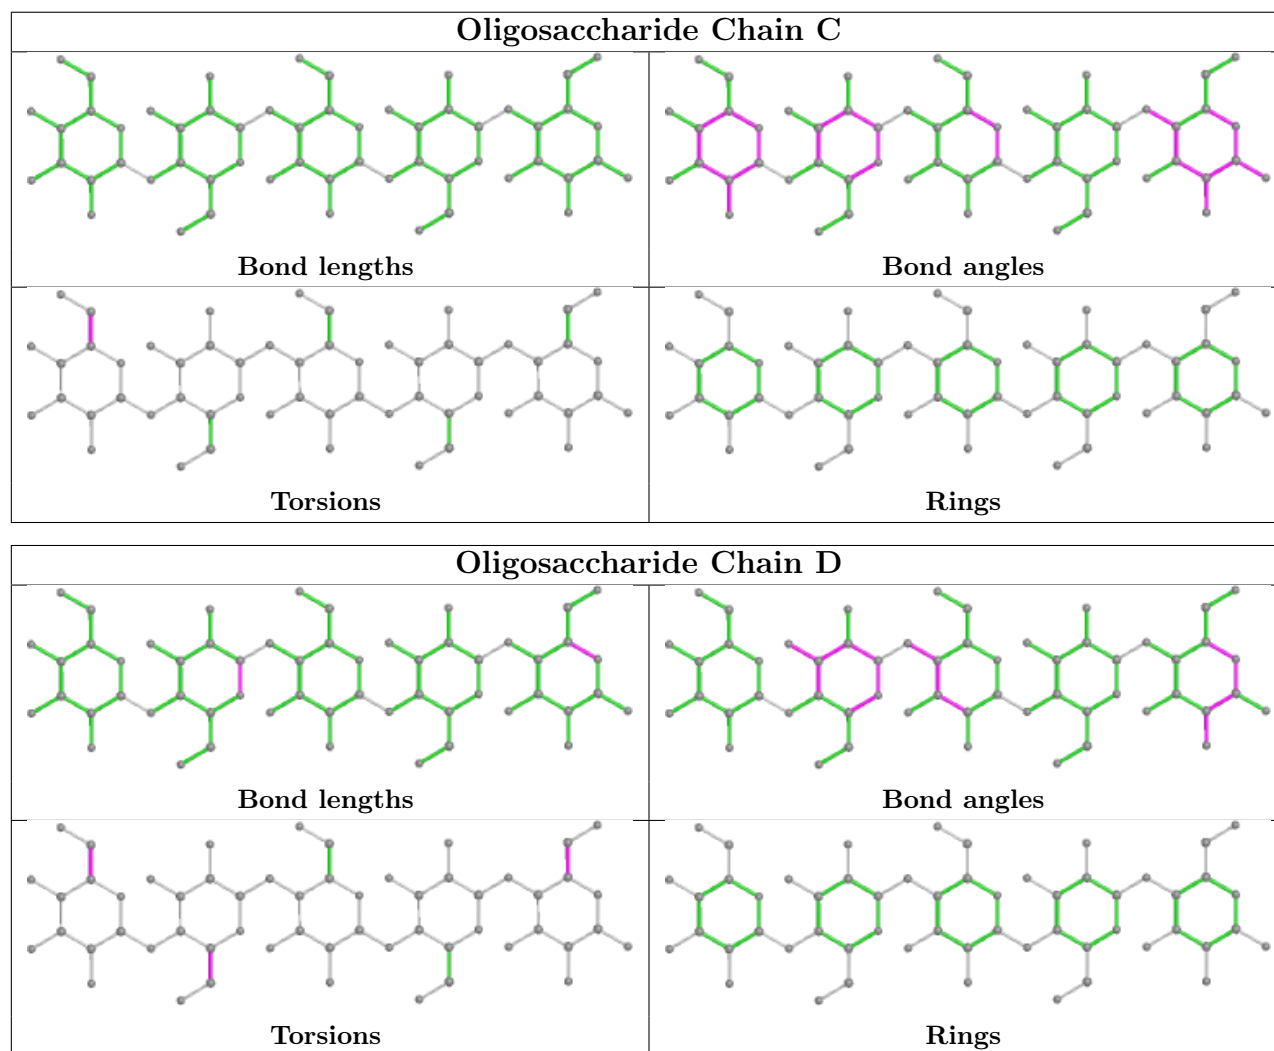 Oligosaccharide Chain C
Bond lengths
Bond angles
Torsions
Rings
Oligosaccharide Chain D
Bond lengths
Bond angles
Torsions
Rings